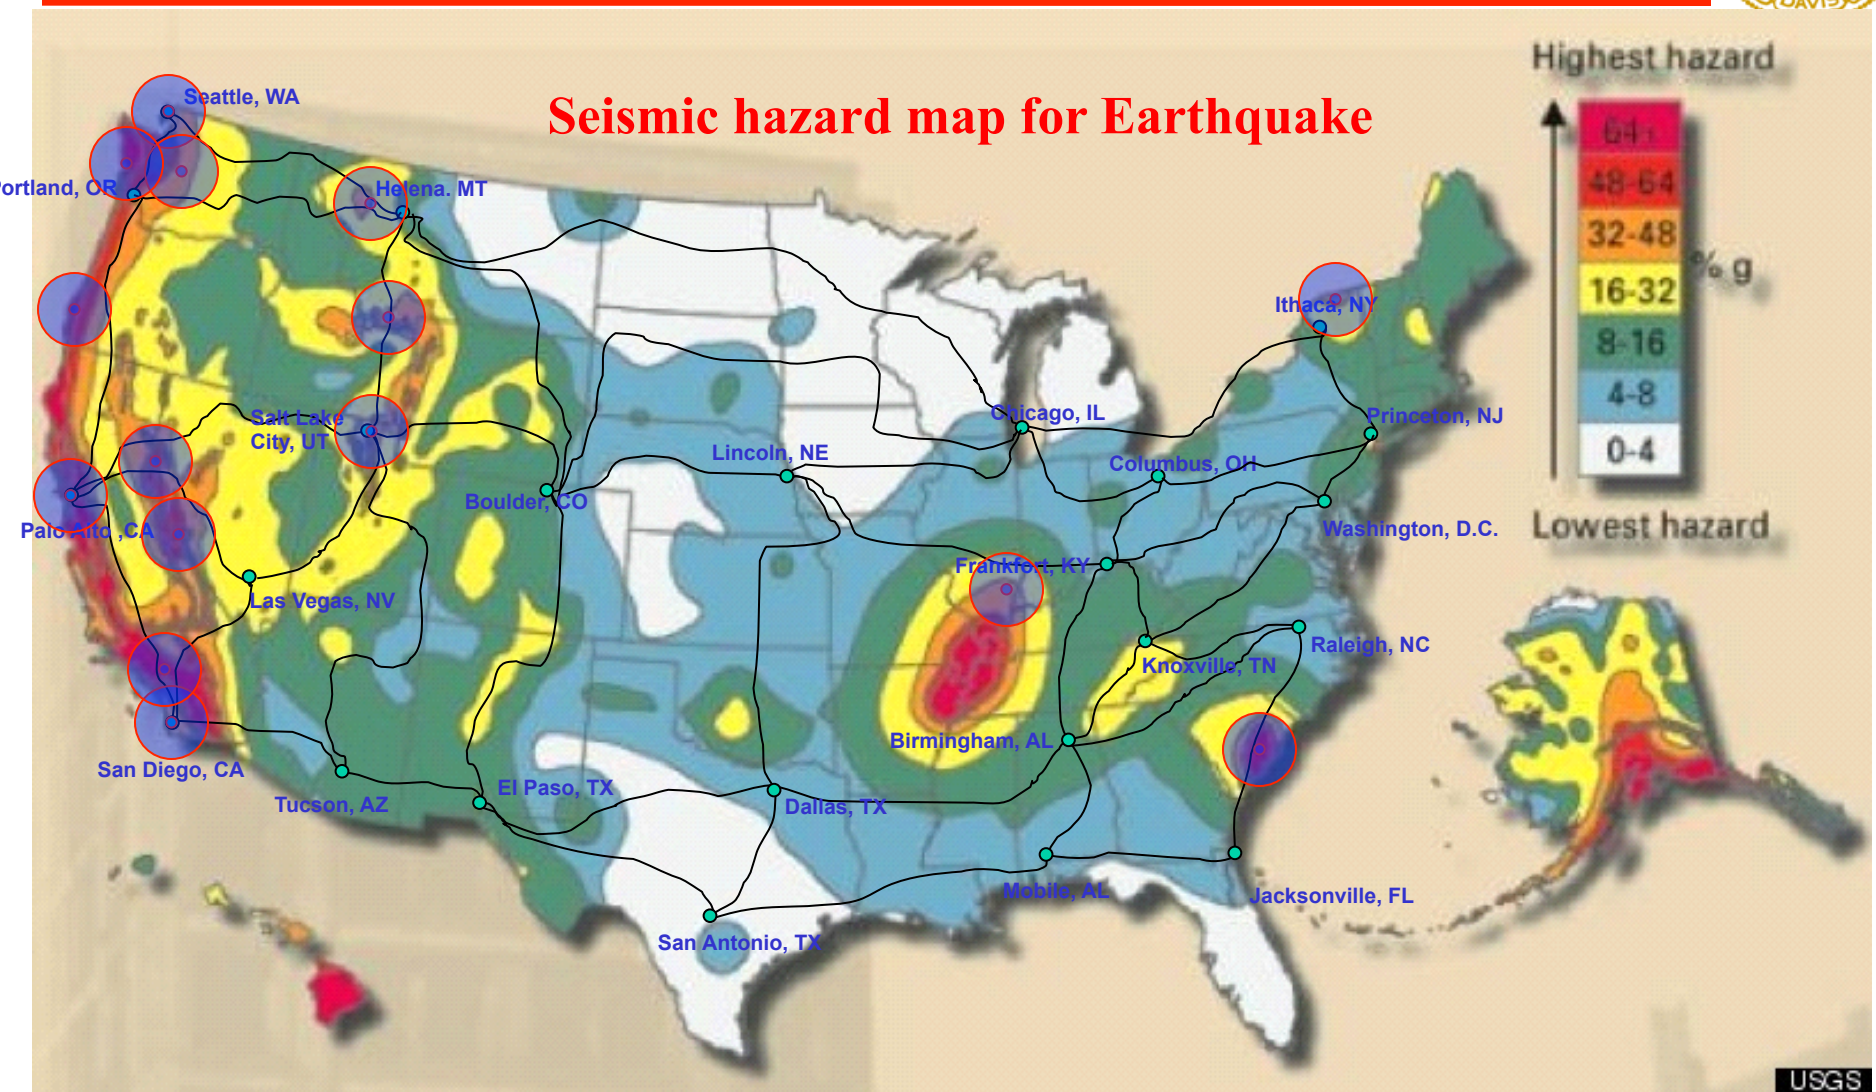 DAVIS
Seismic hazard map for Earthquake
Highest hazard
64+
48-64
32-48
16-32
8-16
4-8
0-4
% g
Lowest hazard
Seattle, WA
Portland, OR
Helena. MT
Salt Lake
City, UT
Palo Alto ,CA
Las Vegas, NV
San Diego, CA
Tucson, AZ
El Paso, TX
Boulder, CO
Lincoln, NE
Chicago, IL
Ithaca, NY
Princeton, NJ
Columbus, OH
Washington, D.C.
Frankfort, KY
Knoxville, TN
Raleigh, NC
Birmingham, AL
Dallas, TX
San Antonio, TX
Mobile, AL
Jacksonville, FL
USGS